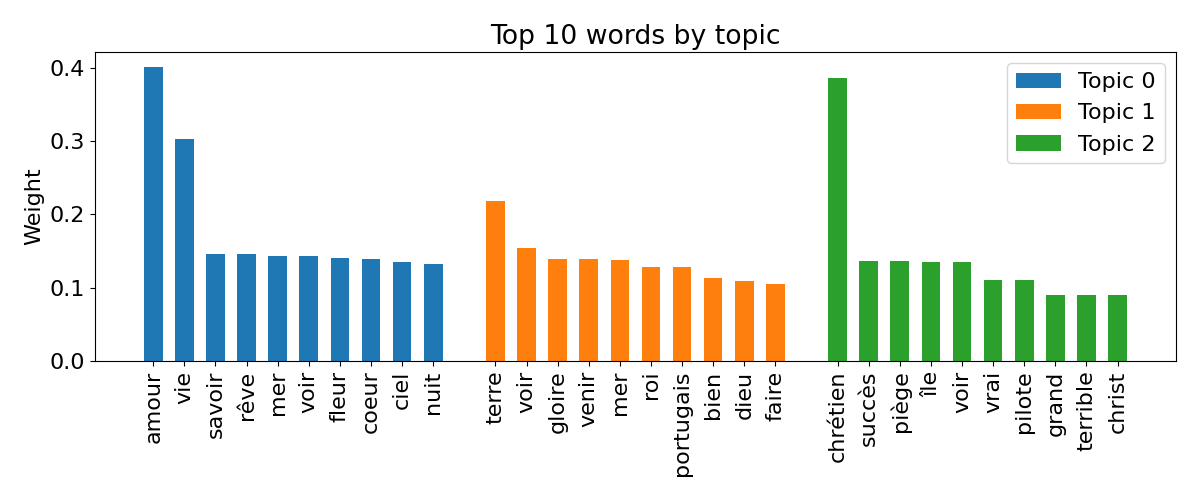 Top 10 words by topic
Weight
0.4
0.3
0.2
0.1
0.0
Topic 0
Topic 1
Topic 2
amour
vie
savoir
rêve
mer
voir
fleur
coeur
ciel
nuit
terre
voir
gloire
venir
mer
roi
portugais
bien
dieu
faire
chrétien
succès
piège
île
voir
vrai
pilote
grand
terrible
christ